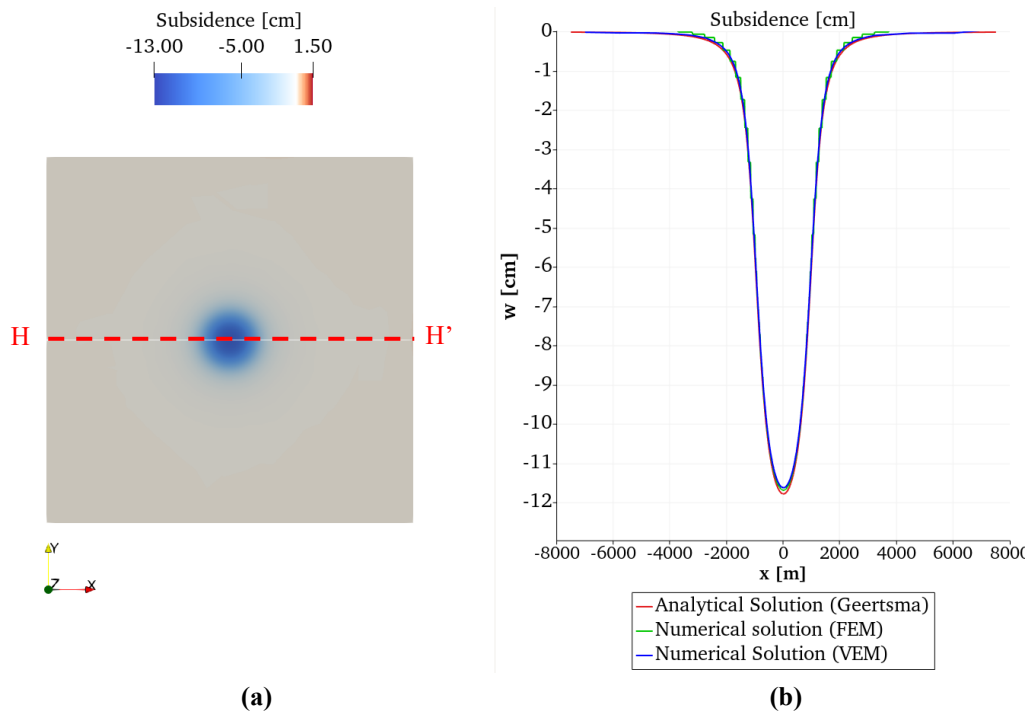 Subsidence [cm]
-13.00 -5.00 1.50
H H'
Y
Z X
(a)
Subsidence [cm]
0
-1
-2
-3
-4
-5
-6
-7
-8
-9
-10
-11
-12
w [cm]
-8000 -6000 -4000 -2000 0 2000 4000 6000 8000
x [m]
Analytical Solution (Geertsma)
Numerical solution (FEM)
Numerical Solution (VEM)
(b)